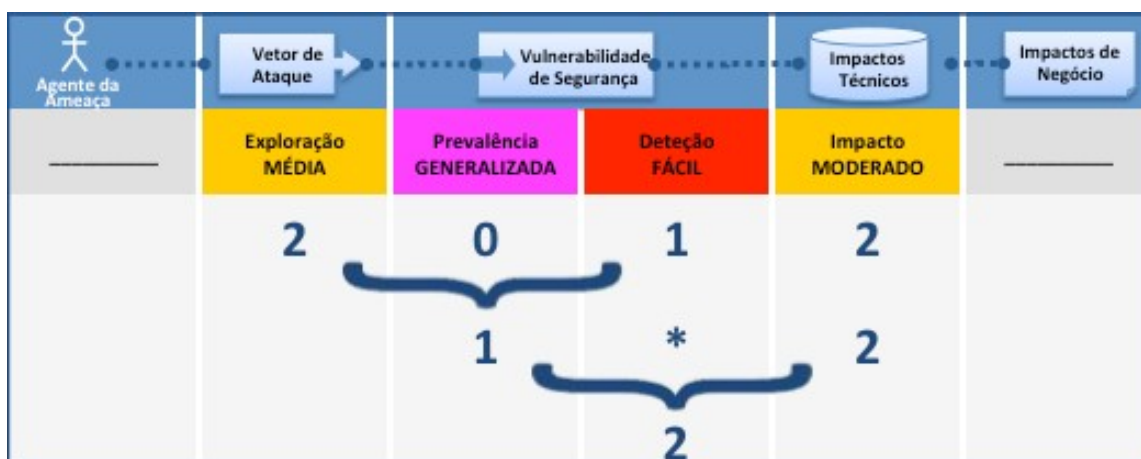 Agente da
Ameaça
Vetor de
Ataque
Vulnerabilidade
de Segurança
Impactos
Técnicos
Impactos de
Negócio
Exploração
MÉDIA
Prevalência
GENERALIZADA
Deteção
FÁCIL
Impacto
MODERADO
2 0 1 2
1 * 2
2